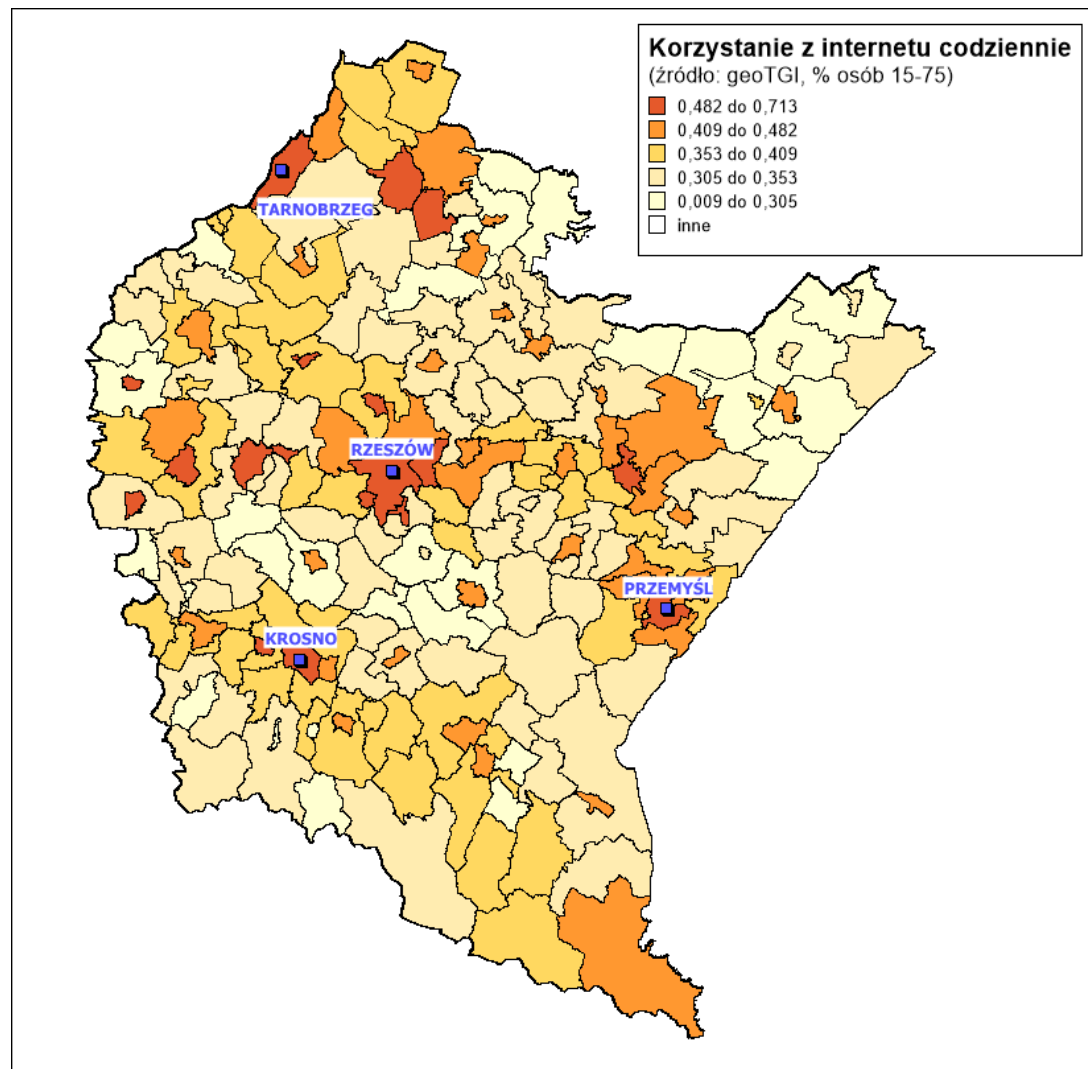 Korzystanie z internetu codziennie
(źródło: geoTGI, % osób 15-75)
0,482 do 0,713
0,409 do 0,482
0,353 do 0,409
0,305 do 0,353
0,009 do 0,305
inne
TARNOBRZEG
RZESZÓW
PRZEMYŚL
KROSNO